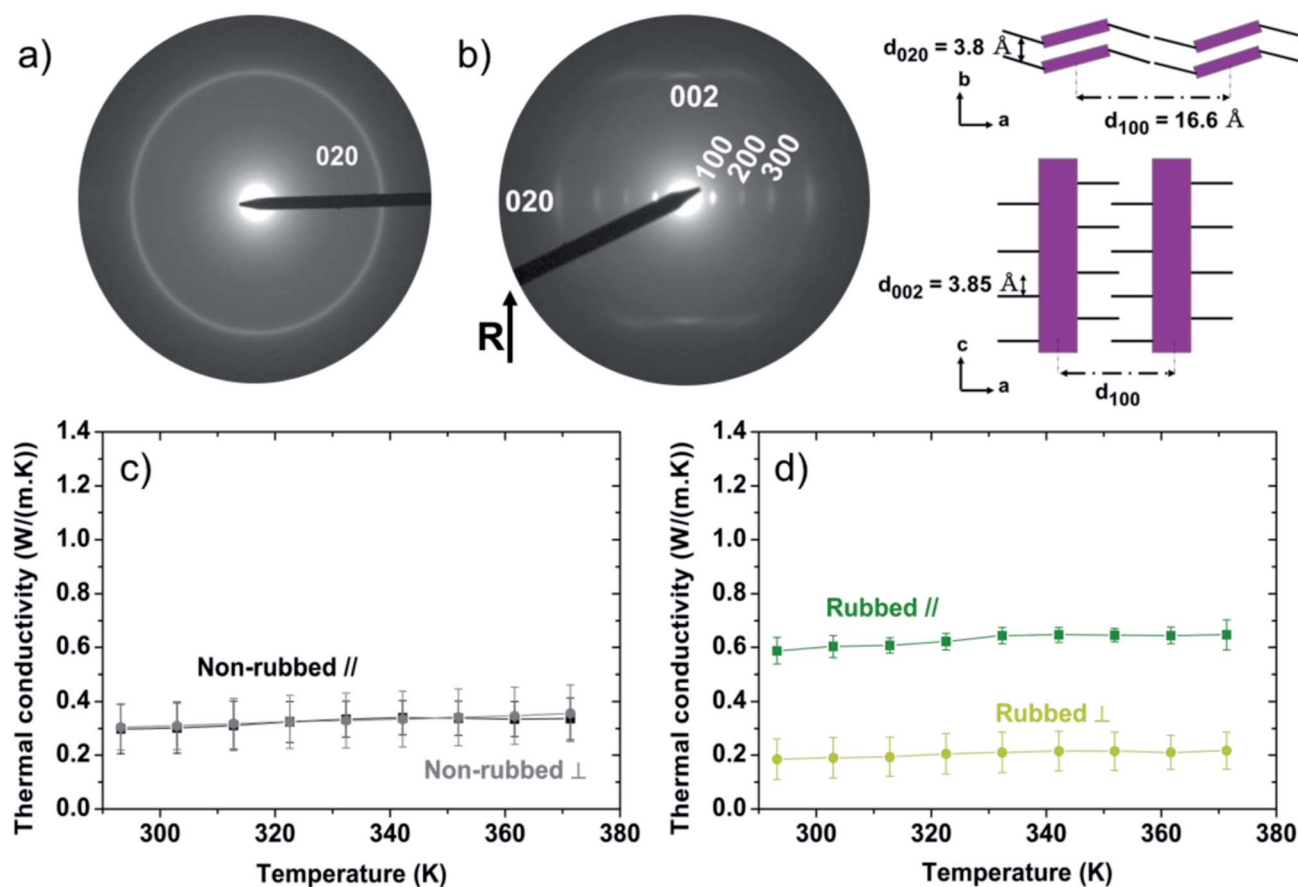 a)
020
b)
002
100
200
300
020
R
d020 = 3.8 Å
b
a
d100 = 16.6 Å
d002 = 3.85 Å
c
a
d100
c)
Thermal conductivity (W/(m.K))
1.4
1.2
1.0
0.8
0.6
0.4
0.2
0.0
Non-rubbed //
Non-rubbed ⊥
300 320 340 360 380
Temperature (K)
d)
Thermal conductivity (W/(m.K))
1.4
1.2
1.0
0.8
0.6
0.4
0.2
0.0
Rubbed //
Rubbed ⊥
300 320 340 360 380
Temperature (K)